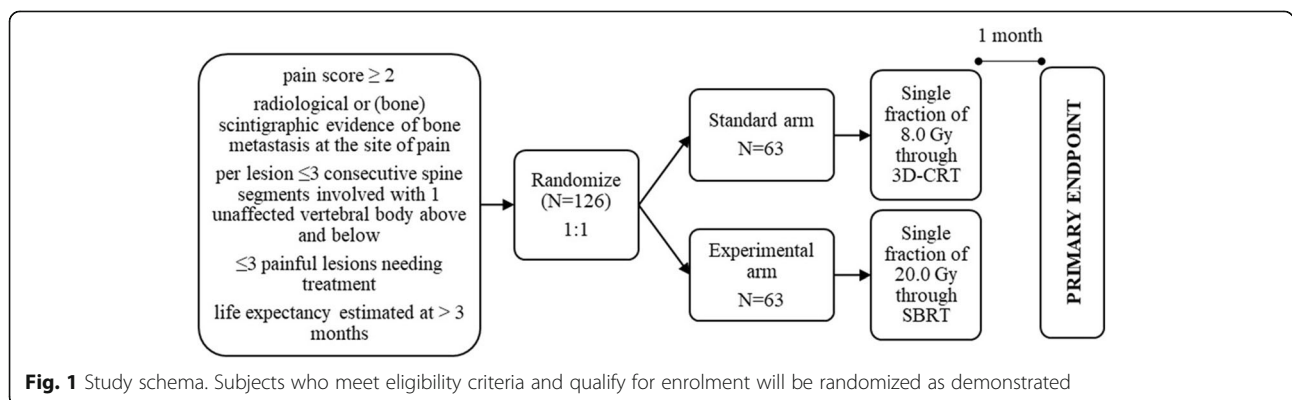 pain score ≥ 2
radiological or (bone)
scintigraphic evidence of bone
metastasis at the site of pain
per lesion ≤3 consecutive spine
segments involved with 1
unaffected vertebral body above
and below
≤3 painful lesions needing
treatment
life expectancy estimated at > 3
months
Randomize
(N=126)
1:1
Standard arm
N=63
Experimental
arm
N=63
Single
fraction of
8.0 Gy
through
3D-CRT
Single
fraction of
20.0 Gy
through
SBRT
1 month
PRIMARY ENDPOINT
Fig. 1 Study schema. Subjects who meet eligibility criteria and qualify for enrolment will be randomized as demonstrated